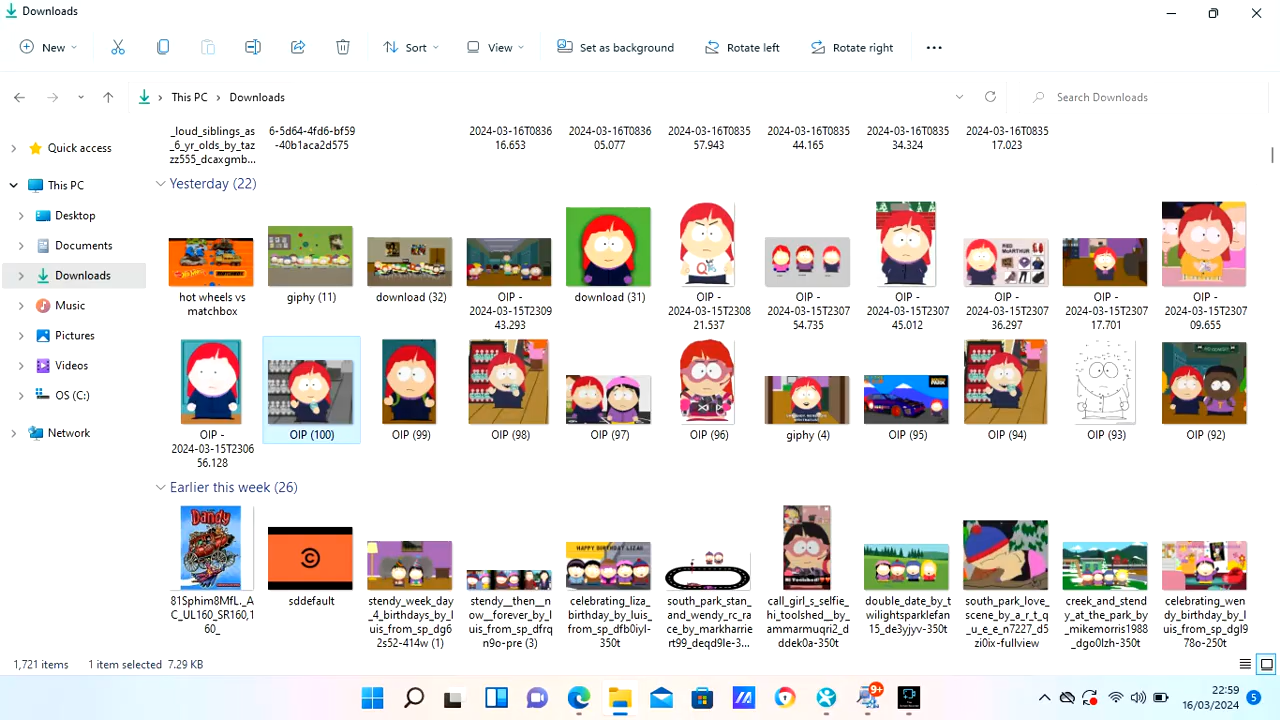 Downloads
New
Sort
View
Set as background
Rotate left
Rotate right
This PC > Downloads
Search Downloads
_loud_siblings_as
_6_yr_olds_by_taz
zz555_dcaxgmb...
6-5d64-4fd6-bf59
-40b1aca2d575
2024-03-16T0836
16.653
2024-03-16T0836
05.077
2024-03-16T0835
57.943
2024-03-16T0835
44.165
2024-03-16T0835
34.324
2024-03-16T0835
17.023
Quick access
This PC
Desktop
Documents
Downloads
Music
Pictures
Videos
OS (C:)
Network
Yesterday (22)
hot wheels vs
matchbox
giphy (11)
download (32)
OIP -
2024-03-15T2309
43.293
download (31)
OIP -
2024-03-15T2308
21.537
OIP -
2024-03-15T2307
54.735
OIP -
2024-03-15T2307
45.012
RED
McARTHUR
OIP -
2024-03-15T2307
36.297
OIP -
2024-03-15T2307
17.701
OIP -
2024-03-15T2307
09.655
OIP -
2024-03-15T2306
56.128
OIP (100)
OIP (99)
OIP (98)
OIP (97)
OIP (96)
giphy (4)
OIP (95)
OIP (94)
OIP (93)
OIP (92)
Earlier this week (26)
Dandy
81Sphim8MfL._A
C_UL160_SR160,1
60_
sddefault
stendy_week_day
_4_birthdays_by_l
uis_from_sp_dg6
2s52-414w (1)
stendy__then__n
ow__forever_by_l
uis_from_sp_dfrq
n9o-pre (3)
HAPPY BIRTHDAY LIZA!
celebrating_liza_
birthday_by_luis_
from_sp_dfb0iyl-
350t
south_park_stan_
and_wendy_rc_ra
ce_by_markharrie
rt99_deqd9le-3...
Hi Toolshed!
call_girl_s_selfie_
hi_toolshed__by_
ammarmuqri2_d
ddek0a-350t
double_date_by_t
wilightsparklefan
15_de3yjyv-350t
south_park_love_
scene_by_a_r_t_q
_u_e_e_n7227_d5
zi0ix-fullview
creek_and_stend
y_at_the_park_by
_mikemorris1988
_dgo0lzh-350t
celebrating_wen
dy_birthday_by_l
uis_from_sp_dgl9
78o-250t
1,721 items
1 item selected 7.29 KB
9+
22:59
16/03/2024
5